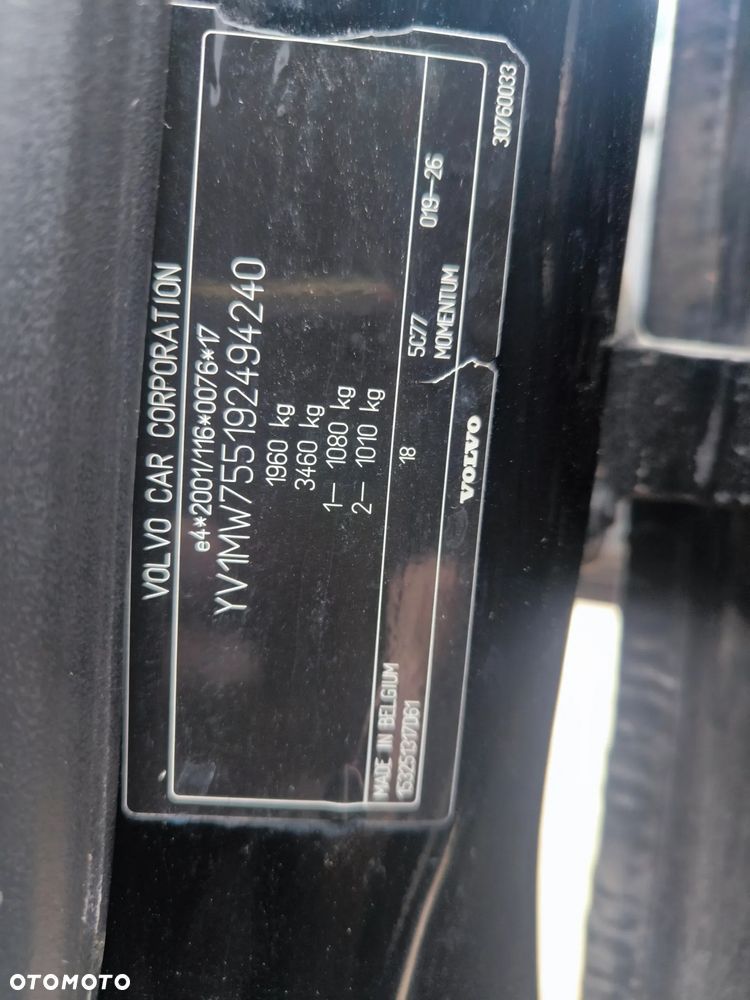 VOLVO CAR CORPORATION
e4*2001/116*0076*17
YV1MW755192494240
1960 kg
3460 kg
1– 1080 kg
2– 1010 kg
MADE IN BELGIUM
18
5C77
019–26
153251317061
MOMENTUM
VOLVO
30760033
OTOMOTO